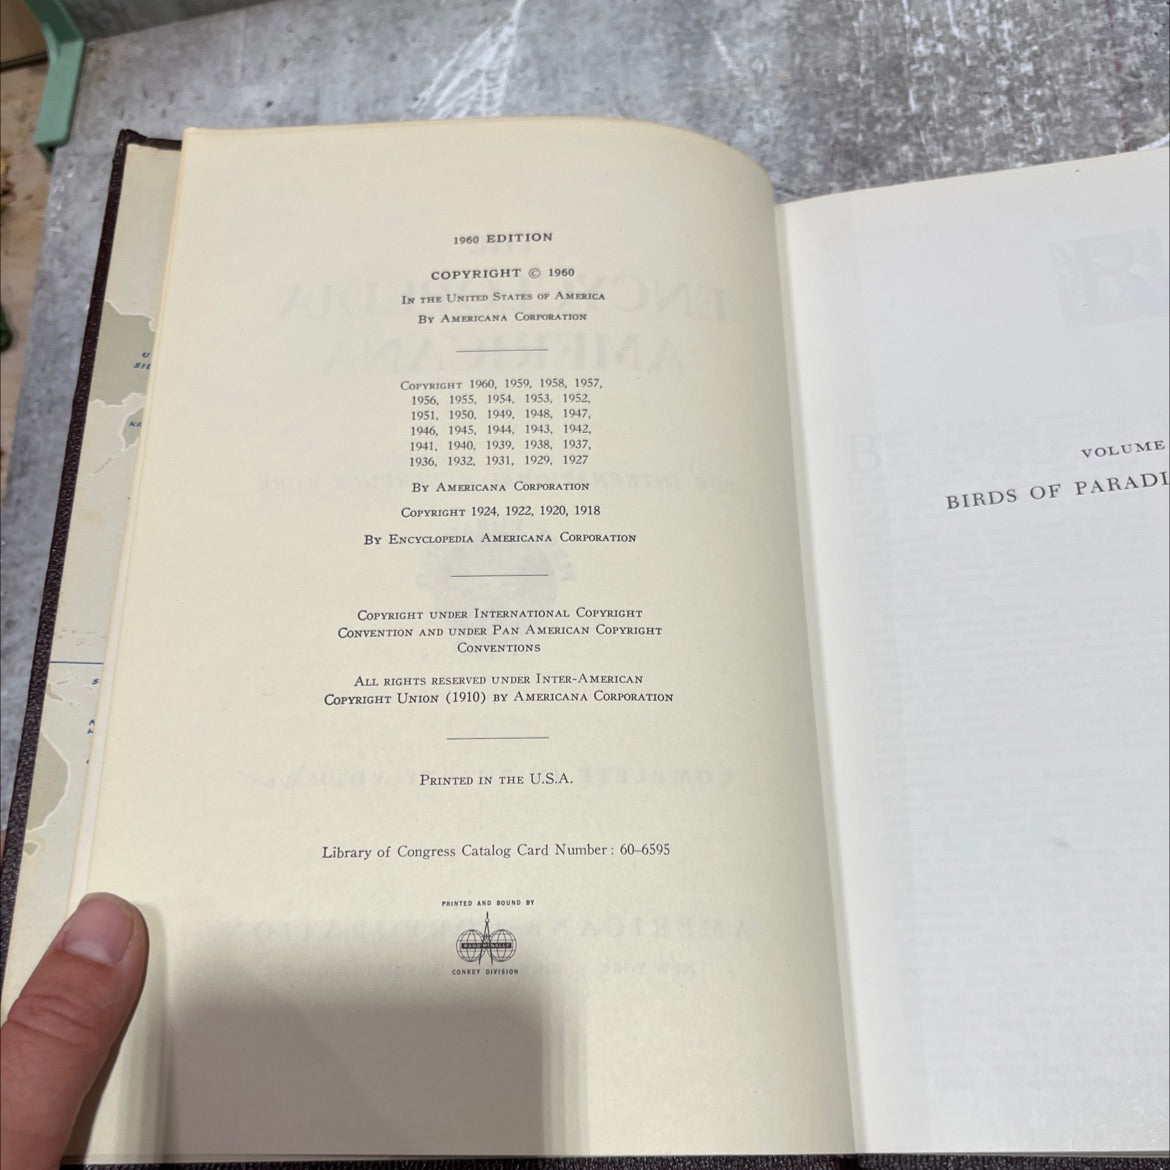 1960 EDITION
COPYRIGHT © 1960
IN THE UNITED STATES OF AMERICA
BY AMERICANA CORPORATION
COPYRIGHT 1960, 1959, 1958, 1957,
1956, 1955, 1954, 1953, 1952,
1951, 1950, 1949, 1948, 1947,
1946, 1945, 1944, 1943, 1942,
1941, 1940, 1939, 1938, 1937,
1936, 1932, 1931, 1929, 1927
BY AMERICANA CORPORATION
COPYRIGHT 1924, 1922, 1920, 1918
BY ENCYCLOPEDIA AMERICANA CORPORATION
COPYRIGHT UNDER INTERNATIONAL COPYRIGHT
CONVENTION AND UNDER PAN AMERICAN COPYRIGHT
CONVENTIONS
ALL RIGHTS RESERVED UNDER INTER-AMERICAN
COPYRIGHT UNION (1910) BY AMERICANA CORPORATION
PRINTED IN THE U.S.A.
Library of Congress Catalog Card Number: 60-6595
PRINTED AND BOUND BY
RAND McNALLY
CONKEY DIVISION
VOLUME
BIRDS OF PARADI